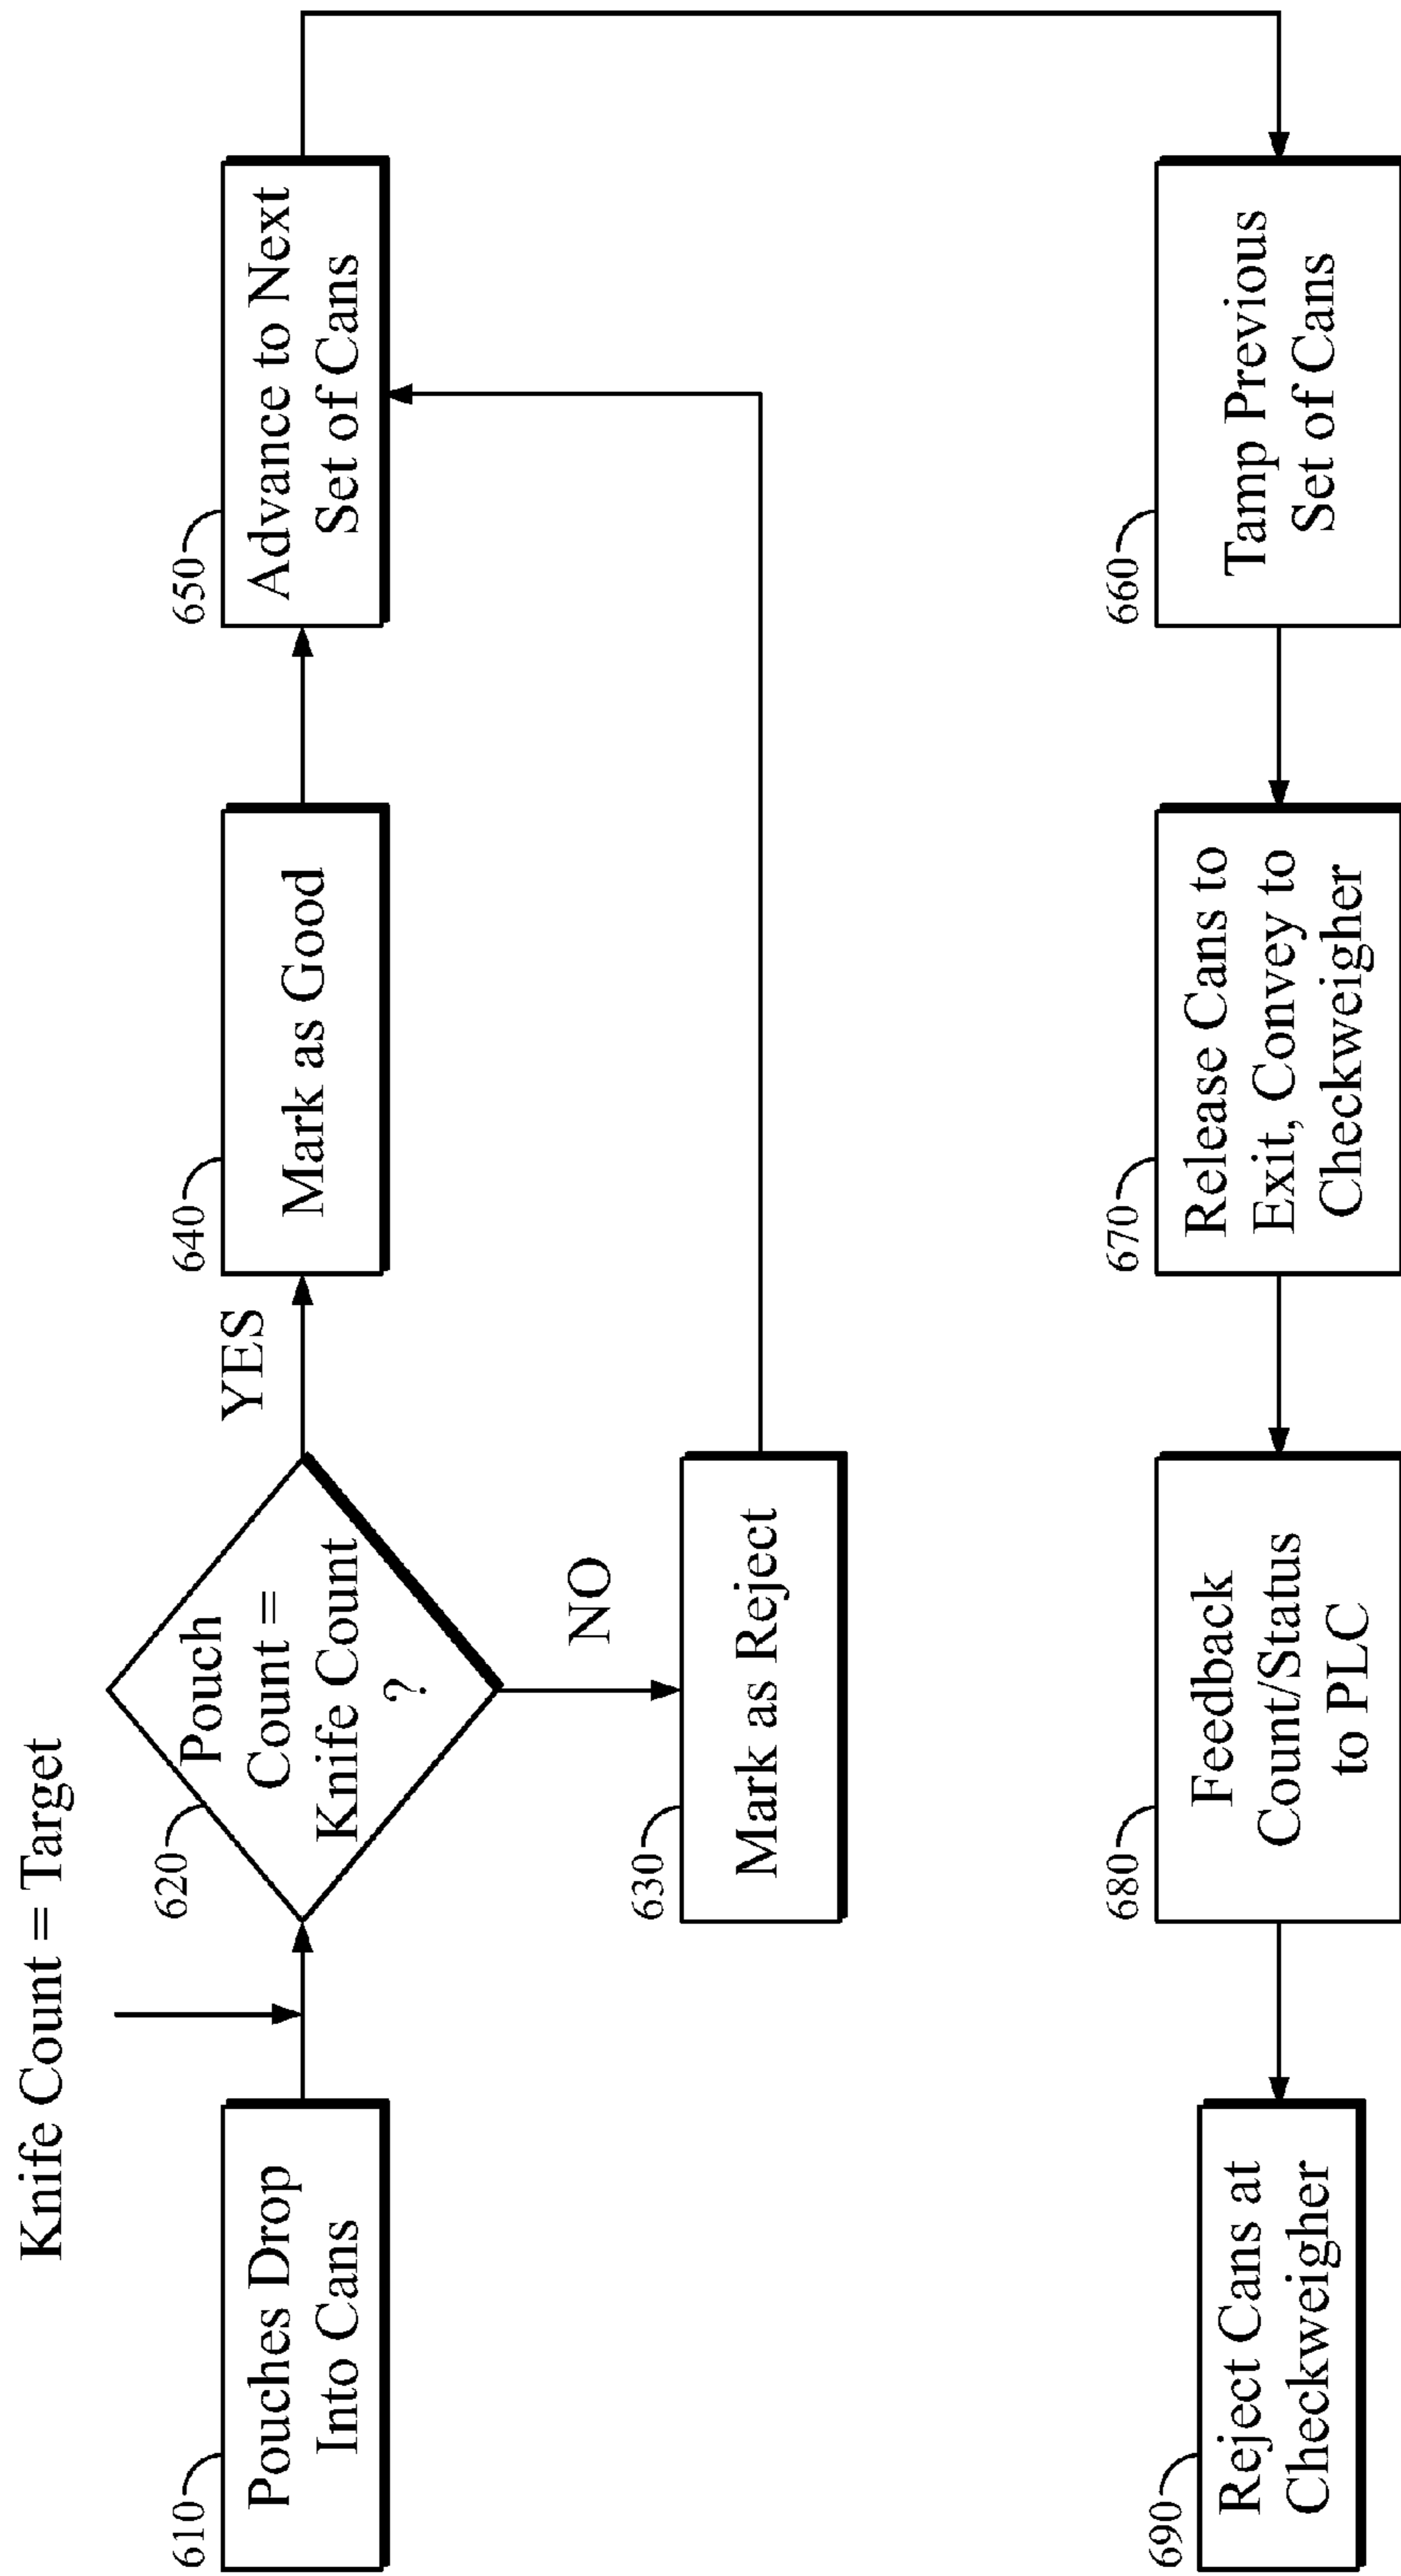 Knife Count = Target
610
Pouches Drop
Into Cans
620
Pouch
Count =
Knife Count
?
YES
NO
630
Mark as Reject
640
Mark as Good
650
Advance to Next
Set of Cans
660
Tamp Previous
Set of Cans
670
Release Cans to
Exit, Convey to
Checkweigher
680
Feedback
Count/Status
to PLC
690
Reject Cans at
Checkweigher